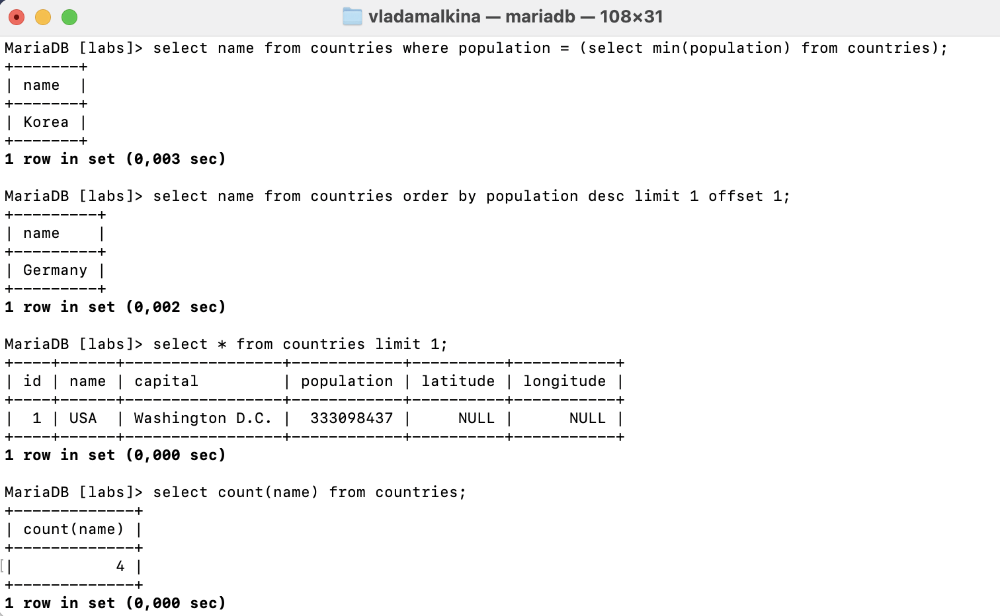 vladamalkina — mariadb — 108×31
MariaDB [labs]> select name from countries where population = (select min(population) from countries);
+-------+
| name  |
+-------+
| Korea |
+-------+
1 row in set (0,003 sec)
MariaDB [labs]> select name from countries order by population desc limit 1 offset 1;
+---------+
| name    |
+---------+
| Germany |
+---------+
1 row in set (0,002 sec)
MariaDB [labs]> select * from countries limit 1;
+----+------+-----------------+------------+----------+-----------+
| id | name | capital         | population | latitude | longitude |
+----+------+-----------------+------------+----------+-----------+
|  1 | USA  | Washington D.C. |  333098437 |     NULL |      NULL |
+----+------+-----------------+------------+----------+-----------+
1 row in set (0,000 sec)
MariaDB [labs]> select count(name) from countries;
+-------------+
| count(name) |
+-------------+
[|           4 |
+-------------+
1 row in set (0,000 sec)